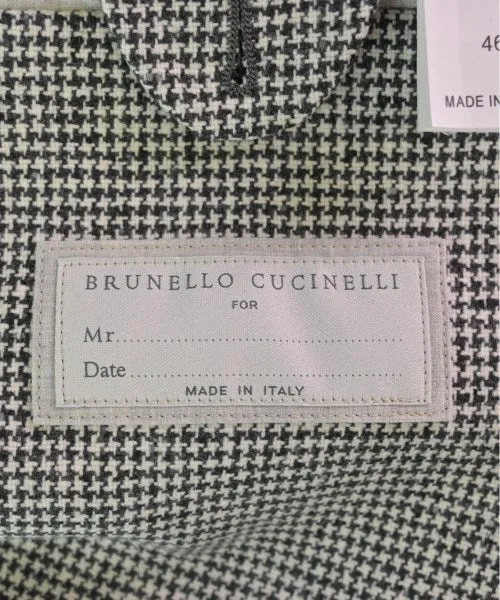 46
MADE IN
BRUNELLO CUCINELLI
FOR
Mr.
Date
MADE IN ITALY